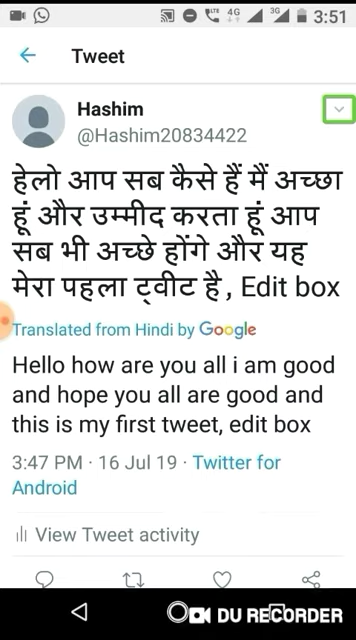 LTE 4G 3G 3:51
Tweet
Hashim
@Hashim20834422
हेलो आप सब कैसे हैं मैं अच्छा
हूं और उम्मीद करता हूं आप
सब भी अच्छे होंगे और यह
मेरा पहला ट्वीट है , Edit box
Translated from Hindi by Google
Hello how are you all i am good
and hope you all are good and
this is my first tweet, edit box
3:47 PM · 16 Jul 19 · Twitter for
Android
View Tweet activity
DU RECORDER